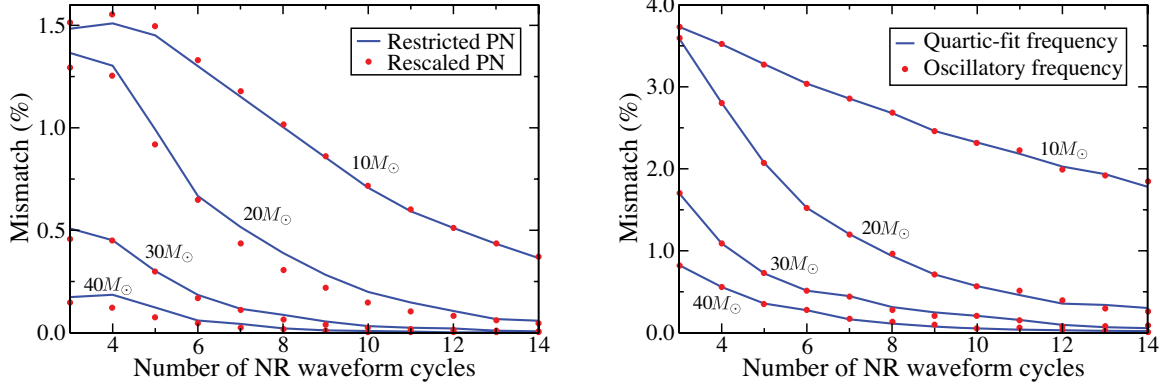 1.5
1.0
0.5
0.0
Mismatch (%)
4
6
8
10
12
14
Number of NR waveform cycles
Restricted PN
Rescaled PN
10M☉
20M☉
30M☉
40M☉
4.0
3.0
2.0
1.0
0.0
Mismatch (%)
4
6
8
10
12
14
Number of NR waveform cycles
Quartic-fit frequency
Oscillatory frequency
10M☉
20M☉
30M☉
40M☉